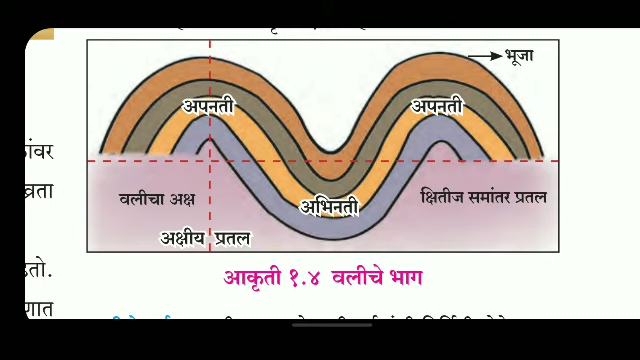 भूजा
अपनती अपनती
वलीचा अक्ष
अभिनती
क्षितीज समांतर प्रतल
अक्षीय प्रतल
आकृती १.४ वलीचे भाग